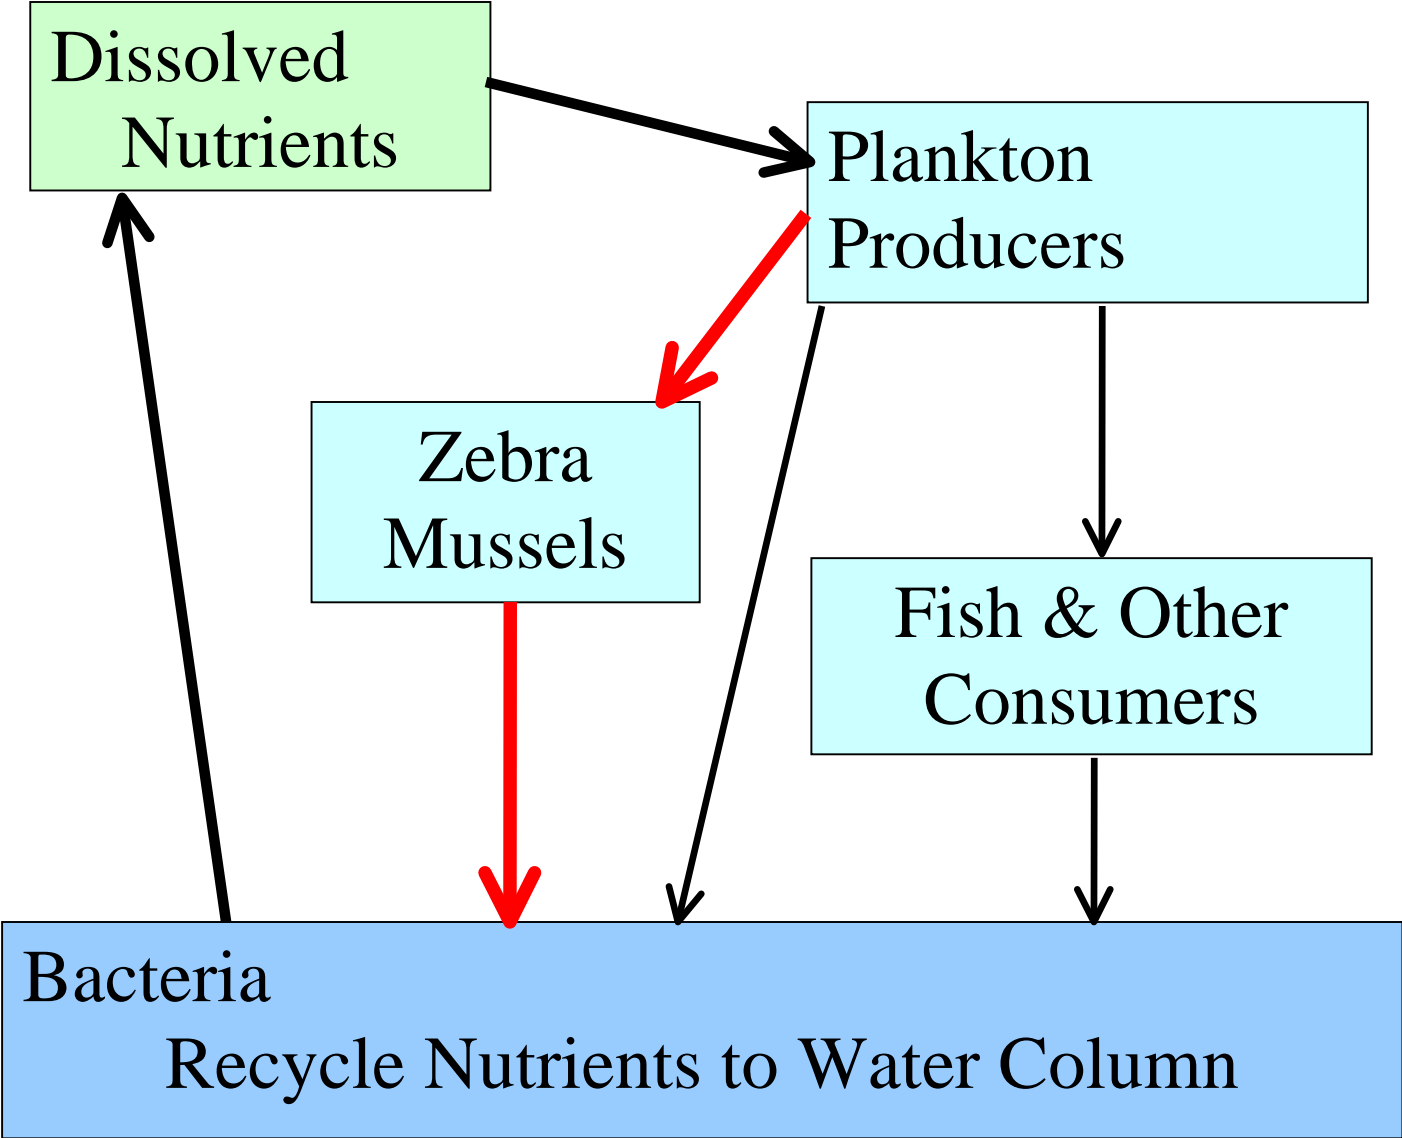 Dissolved
Nutrients
Plankton
Producers
Zebra
Mussels
Fish & Other
Consumers
Bacteria
Recycle Nutrients to Water Column